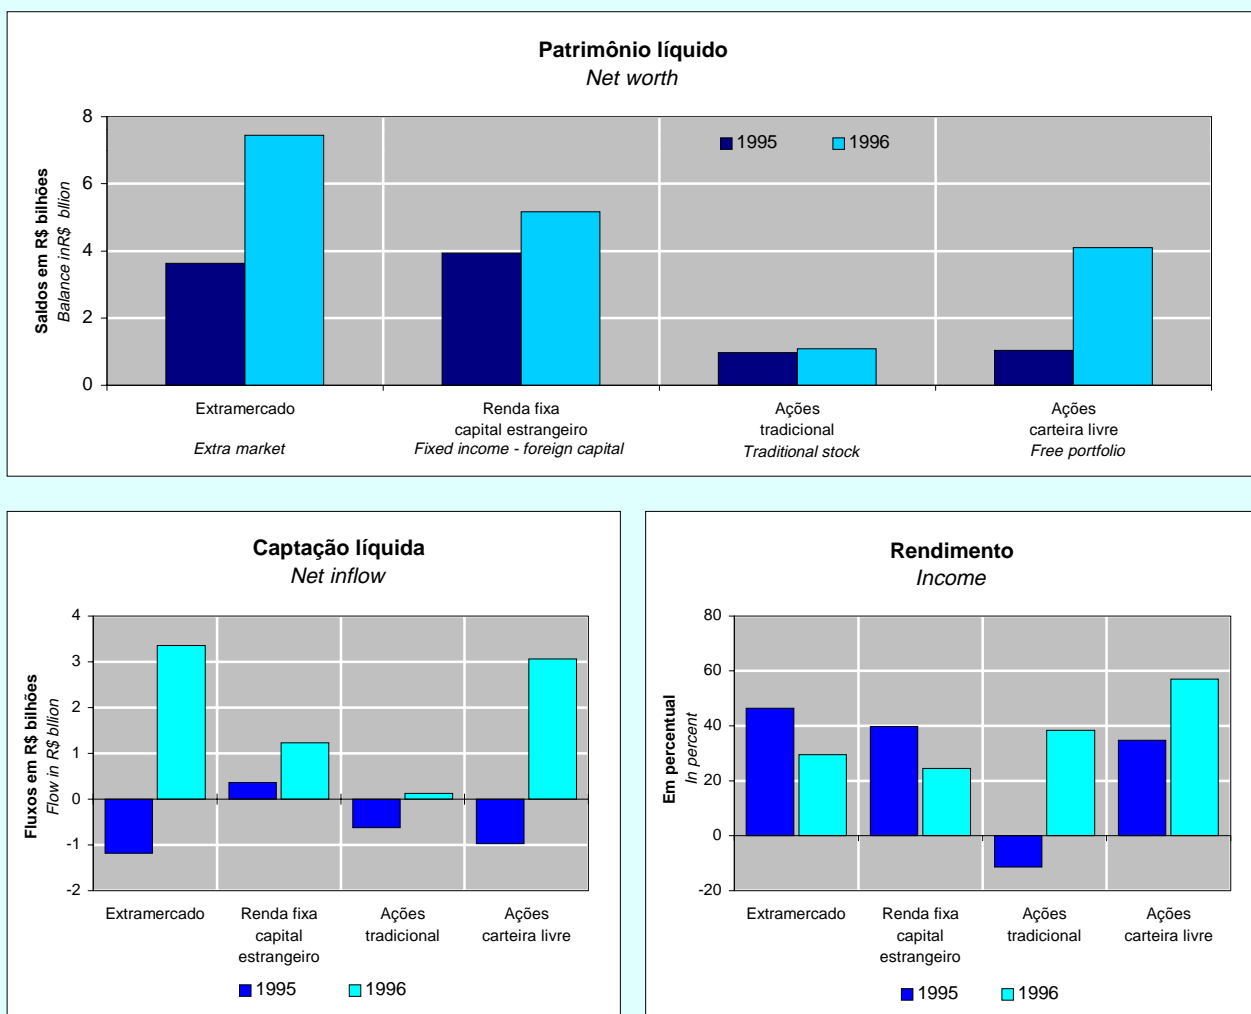 Patrimônio líquido
Net worth
Saldos em R$ bilhões
Balance inR$ bllion
8
6
4
2
0
1995 1996
Extramercado
Extra market
Renda fixa
capital estrangeiro
Fixed income - foreign capital
Ações
tradicional
Traditional stock
Ações
carteira livre
Free portfolio
Captação líquida
Net inflow
Fluxos em R$ bilhões
Flow in R$ bllion
4
3
2
1
0
-1
-2
Extramercado
Renda fixa
capital
estrangeiro
Ações
tradicional
Ações
carteira livre
1995 1996
Rendimento
Income
Em percentual
In percent
80
60
40
20
0
-20
Extramercado
Renda fixa
capital
estrangeiro
Ações
tradicional
Ações
carteira livre
1995 1996